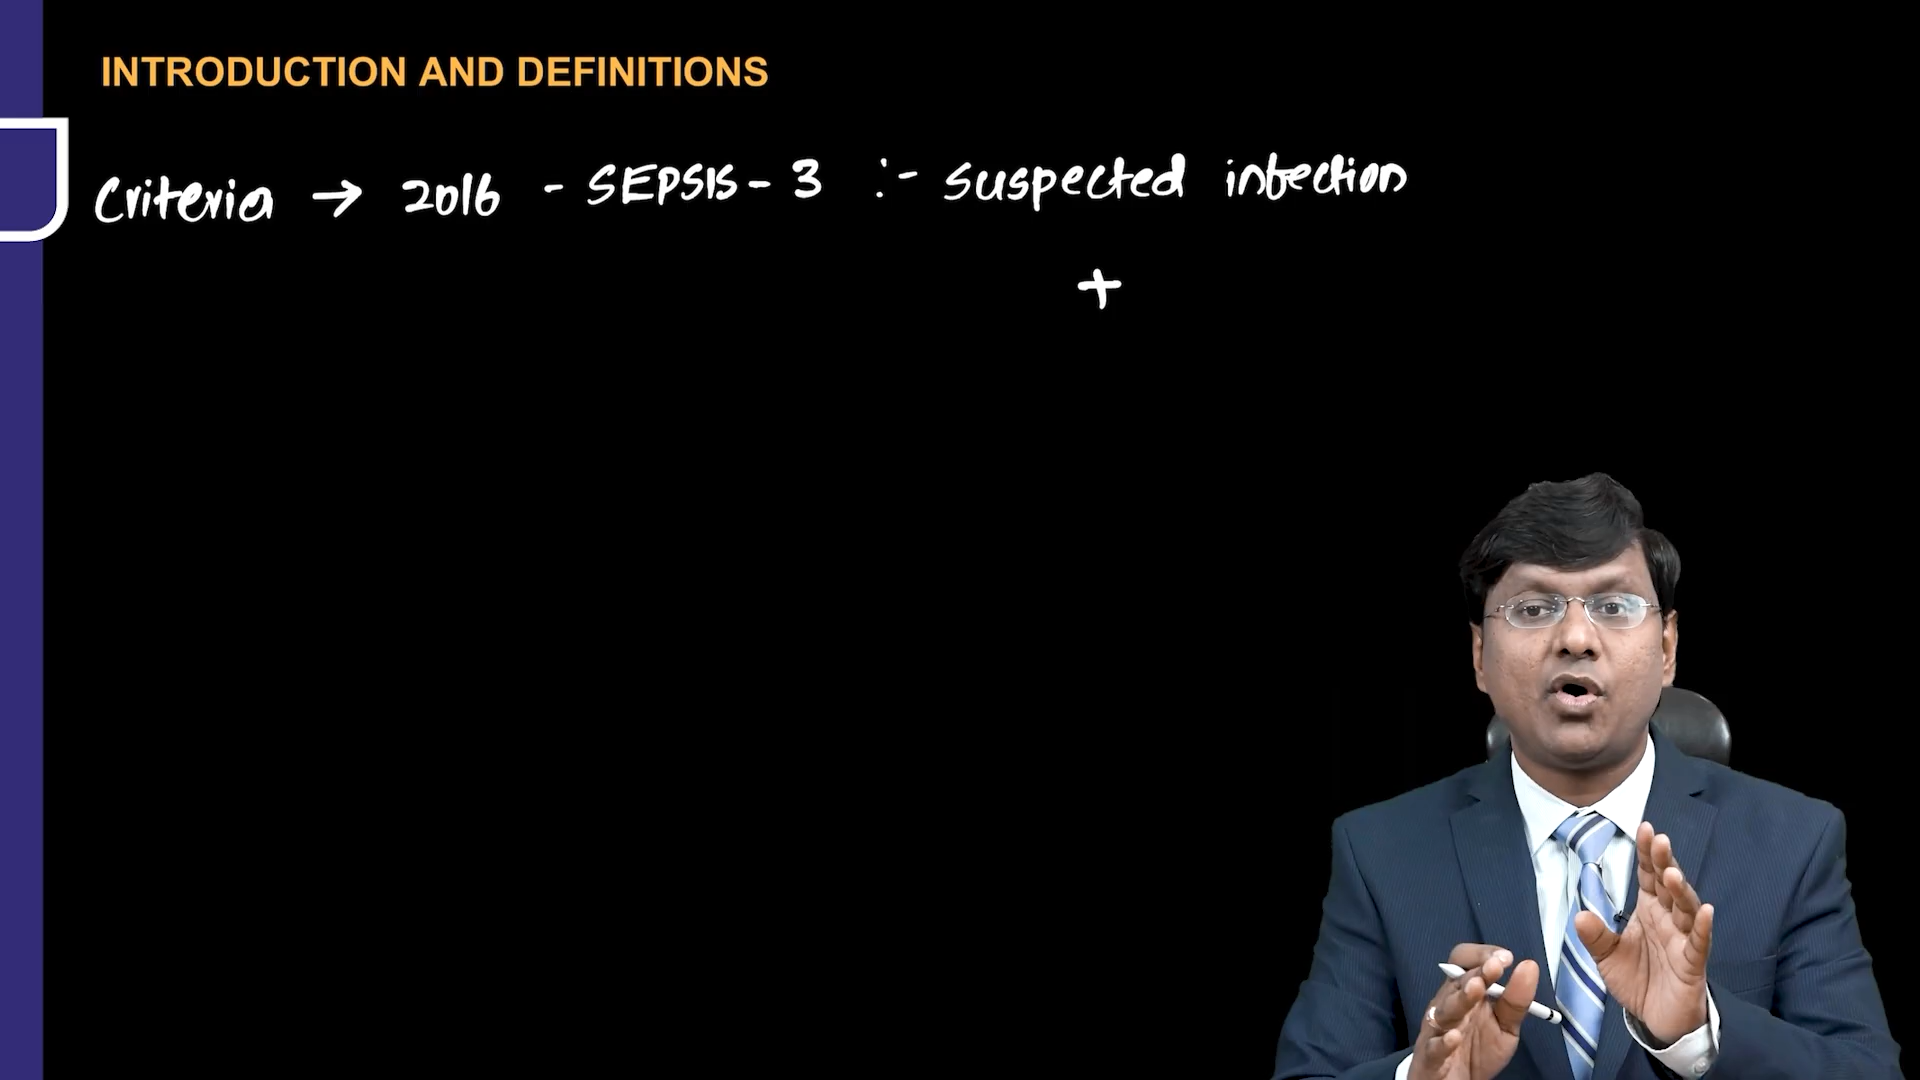 INTRODUCTION AND DEFINITIONS
Criteria → 2016 - SEPSIS - 3 :- suspected infection
+